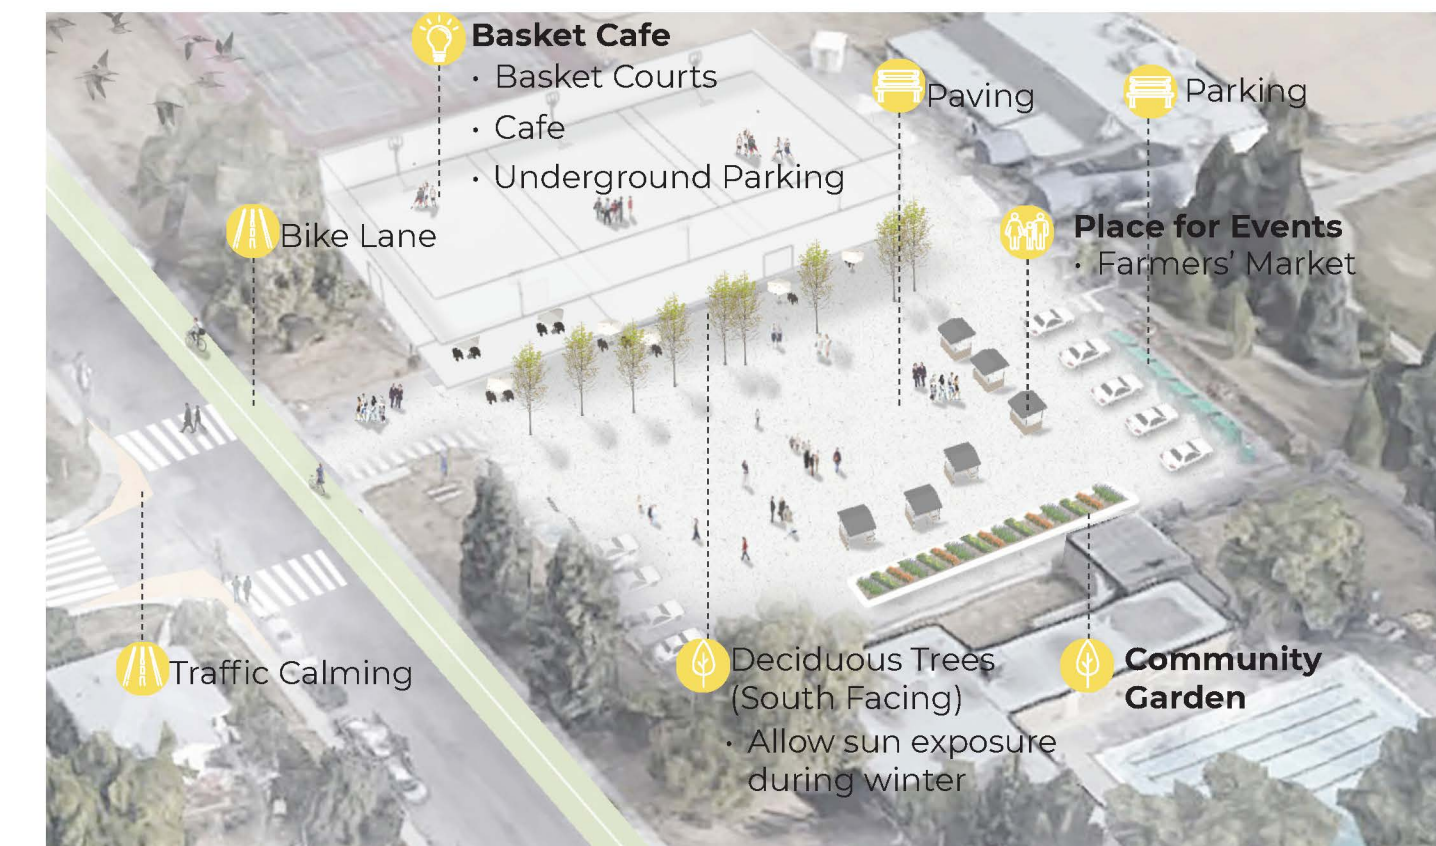 Basket Cafe
• Basket Courts
• Cafe
• Underground Parking
Paving
Parking
Bike Lane
Place for Events
• Farmers’ Market
Traffic Calming
Deciduous Trees
(South Facing)
• Allow sun exposure
during winter
Community
Garden